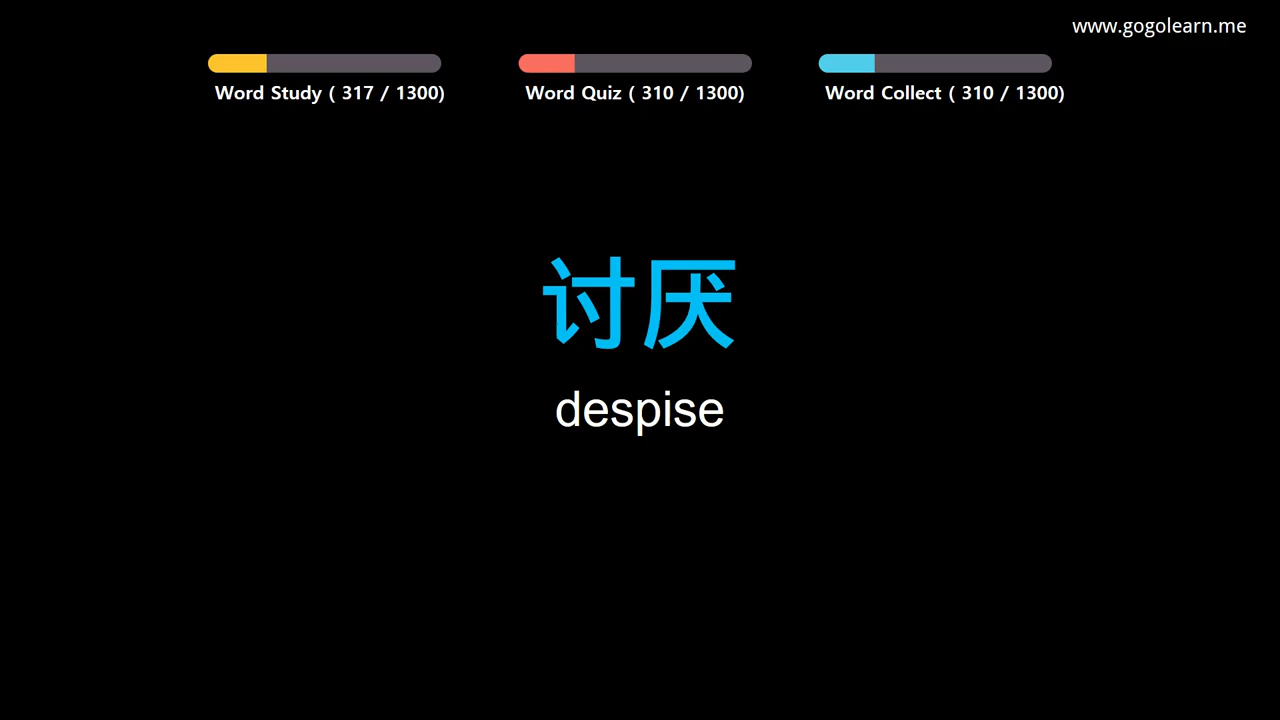 www.gogolearn.me
Word Study ( 317 / 1300)
Word Quiz ( 310 / 1300)
Word Collect ( 310 / 1300)
讨厌
despise